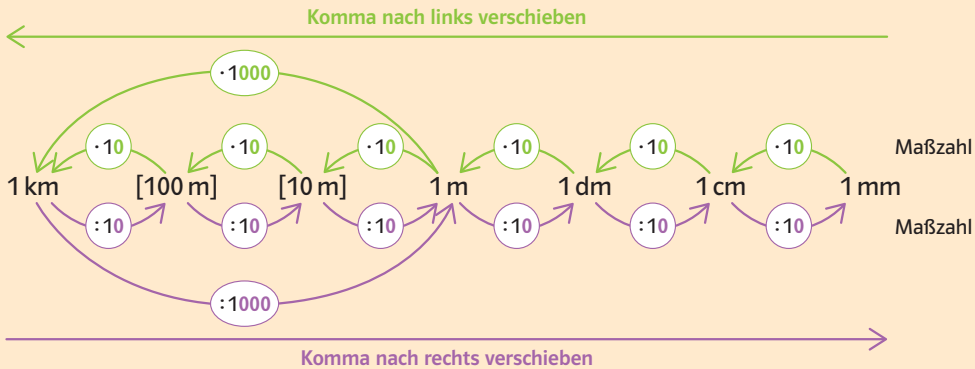 Komma nach links verschieben
·1000
·10 ·10 ·10 ·10 ·10 ·10 Maßzahl
1 km [100 m] [10 m] 1 m 1 dm 1 cm 1 mm
:10 :10 :10 :10 :10 :10 Maßzahl
:1000
Komma nach rechts verschieben